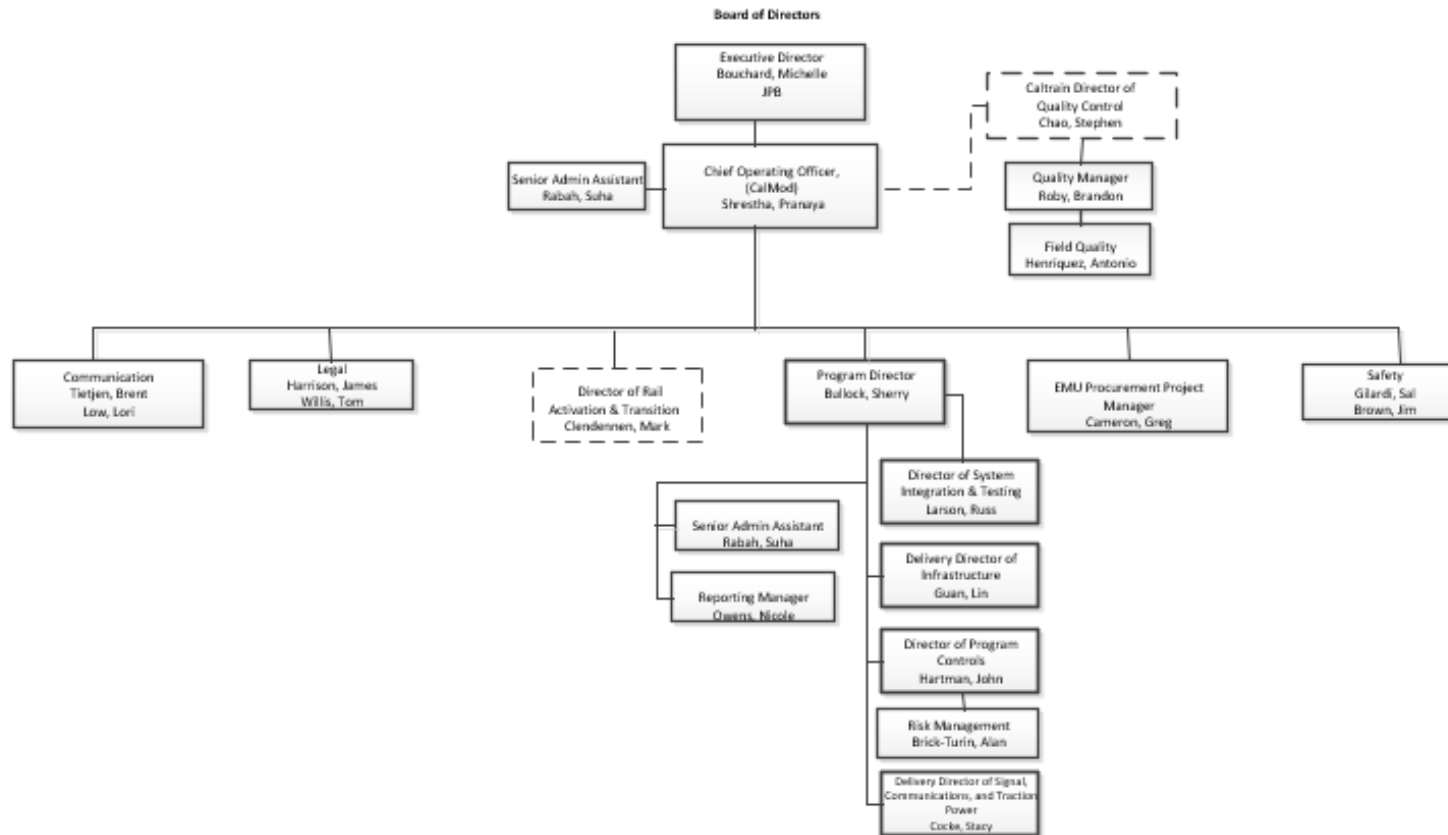 Board of Directors
Executive Director
Bouchard, Michelle
JPB
Caltrain Director of
Quality Control
Chao, Stephen
Senior Admin Assistant
Rabah, Suha
Chief Operating Officer,
(CalMod)
Shrestha, Pranaya
Quality Manager
Roby, Brandon
Field Quality
Henriquez, Antonio
Communication
Tietjen, Brent
Low, Lori
Legal
Harrison, James
Willis, Tom
Director of Rail
Activation & Transition
Clendennen, Mark
Program Director
Bullock, Sherry
EMU Procurement Project
Manager
Cameron, Greg
Safety
Gilardi, Sal
Brown, Jim
Director of System
Integration & Testing
Larson, Russ
Senior Admin Assistant
Rabah, Suha
Delivery Director of
Infrastructure
Guan, Lin
Reporting Manager
Owens, Nicole
Director of Program
Controls
Hartman, John
Risk Management
Brick-Turin, Alan
Delivery Director of Signal,
Communications, and Traction
Power
Cocke, Stacy